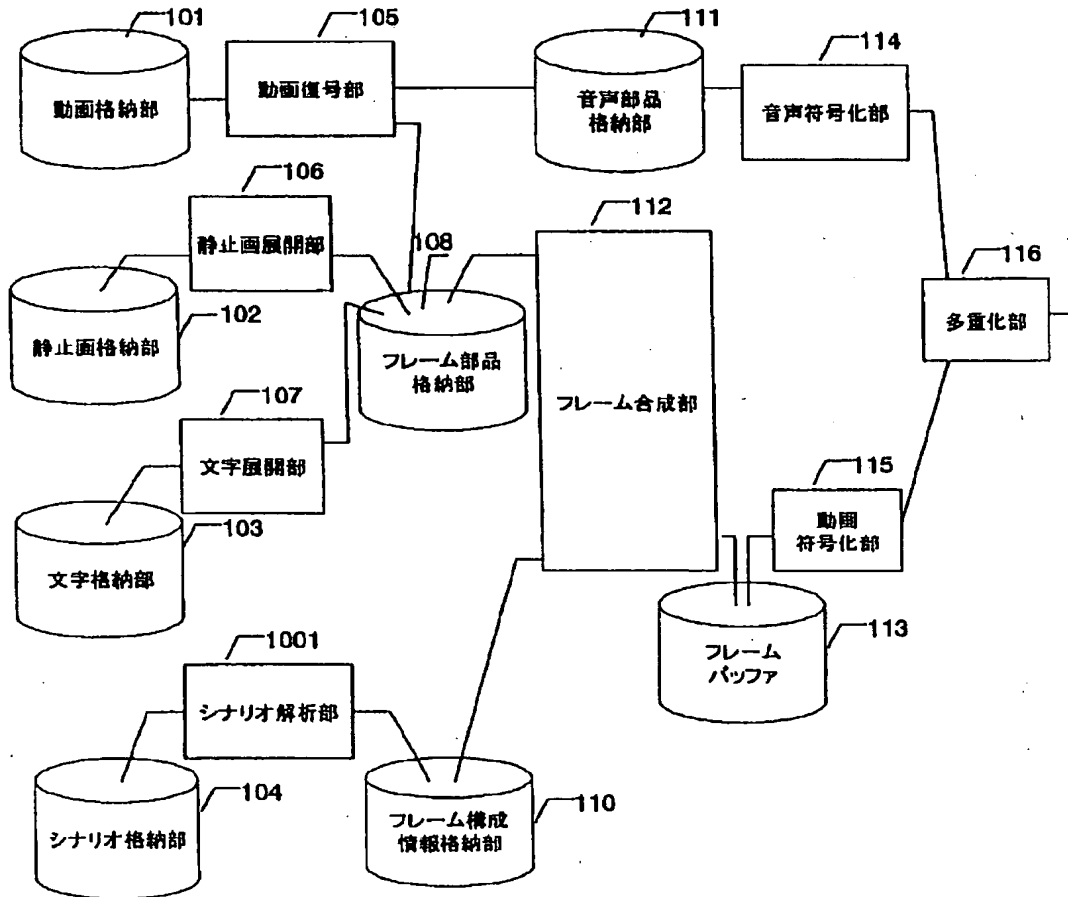 101
動画格納部
105
動画復号部
111
音声部品
格納部
114
音声符号化部
106
静止画展開部
102
静止画格納部
108
フレーム部品
格納部
112
フレーム合成部
116
多重化部
107
文字展開部
103
文字格納部
115
動画
符号化部
113
フレーム
バッファ
1001
シナリオ解析部
104
シナリオ格納部
110
フレーム構成
情報格納部